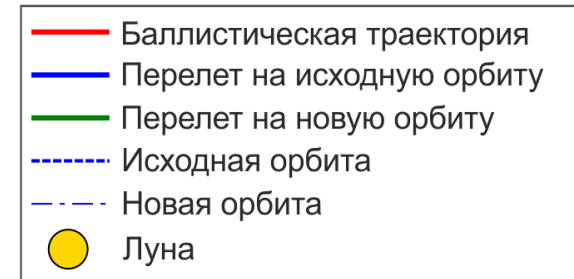 Баллистическая траектория
Перелет на исходную орбиту
Перелет на новую орбиту
Исходная орбита
Новая орбита
Луна